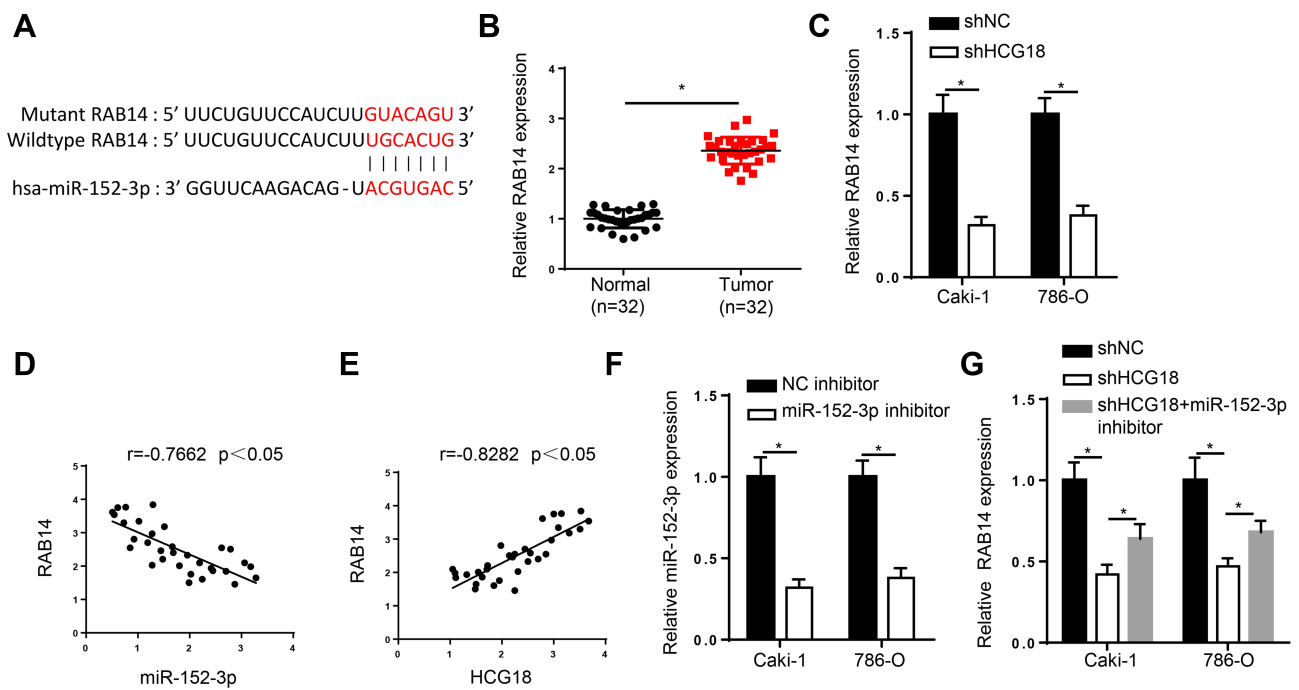 A
Mutant RAB14 : 5’ UUCUGUUCCAUCUUGUACAGU 3’
Wildtype RAB14 : 5’ UUCUGUUCCAUCUUUGCACUG 3’
hsa-miR-152-3p : 3’ GGUUCAAGACAG-UACGUGAC 5’
B
Relative RAB14 expression
4
3
2
1
0
*
Normal
(n=32)
Tumor
(n=32)
C
shNC
shHCG18
Relative RAB14 expression
1.5
1.0
0.5
0.0
*
*
Caki-1
786-O
D
r=-0.7662 p<0.05
RAB14
5
4
3
2
1
0
0
1
2
3
4
miR-152-3p
E
r=-0.8282 p<0.05
RAB14
5
4
3
2
1
0
0
1
2
3
4
HCG18
F
NC inhibitor
miR-152-3p inhibitor
Relative miR-152-3p expression
1.5
1.0
0.5
0.0
*
*
Caki-1
786-O
G
shNC
shHCG18
shHCG18+miR-152-3p
inhibitor
Relative RAB14 expression
1.5
1.0
0.5
0.0
*
*
*
*
Caki-1
786-O